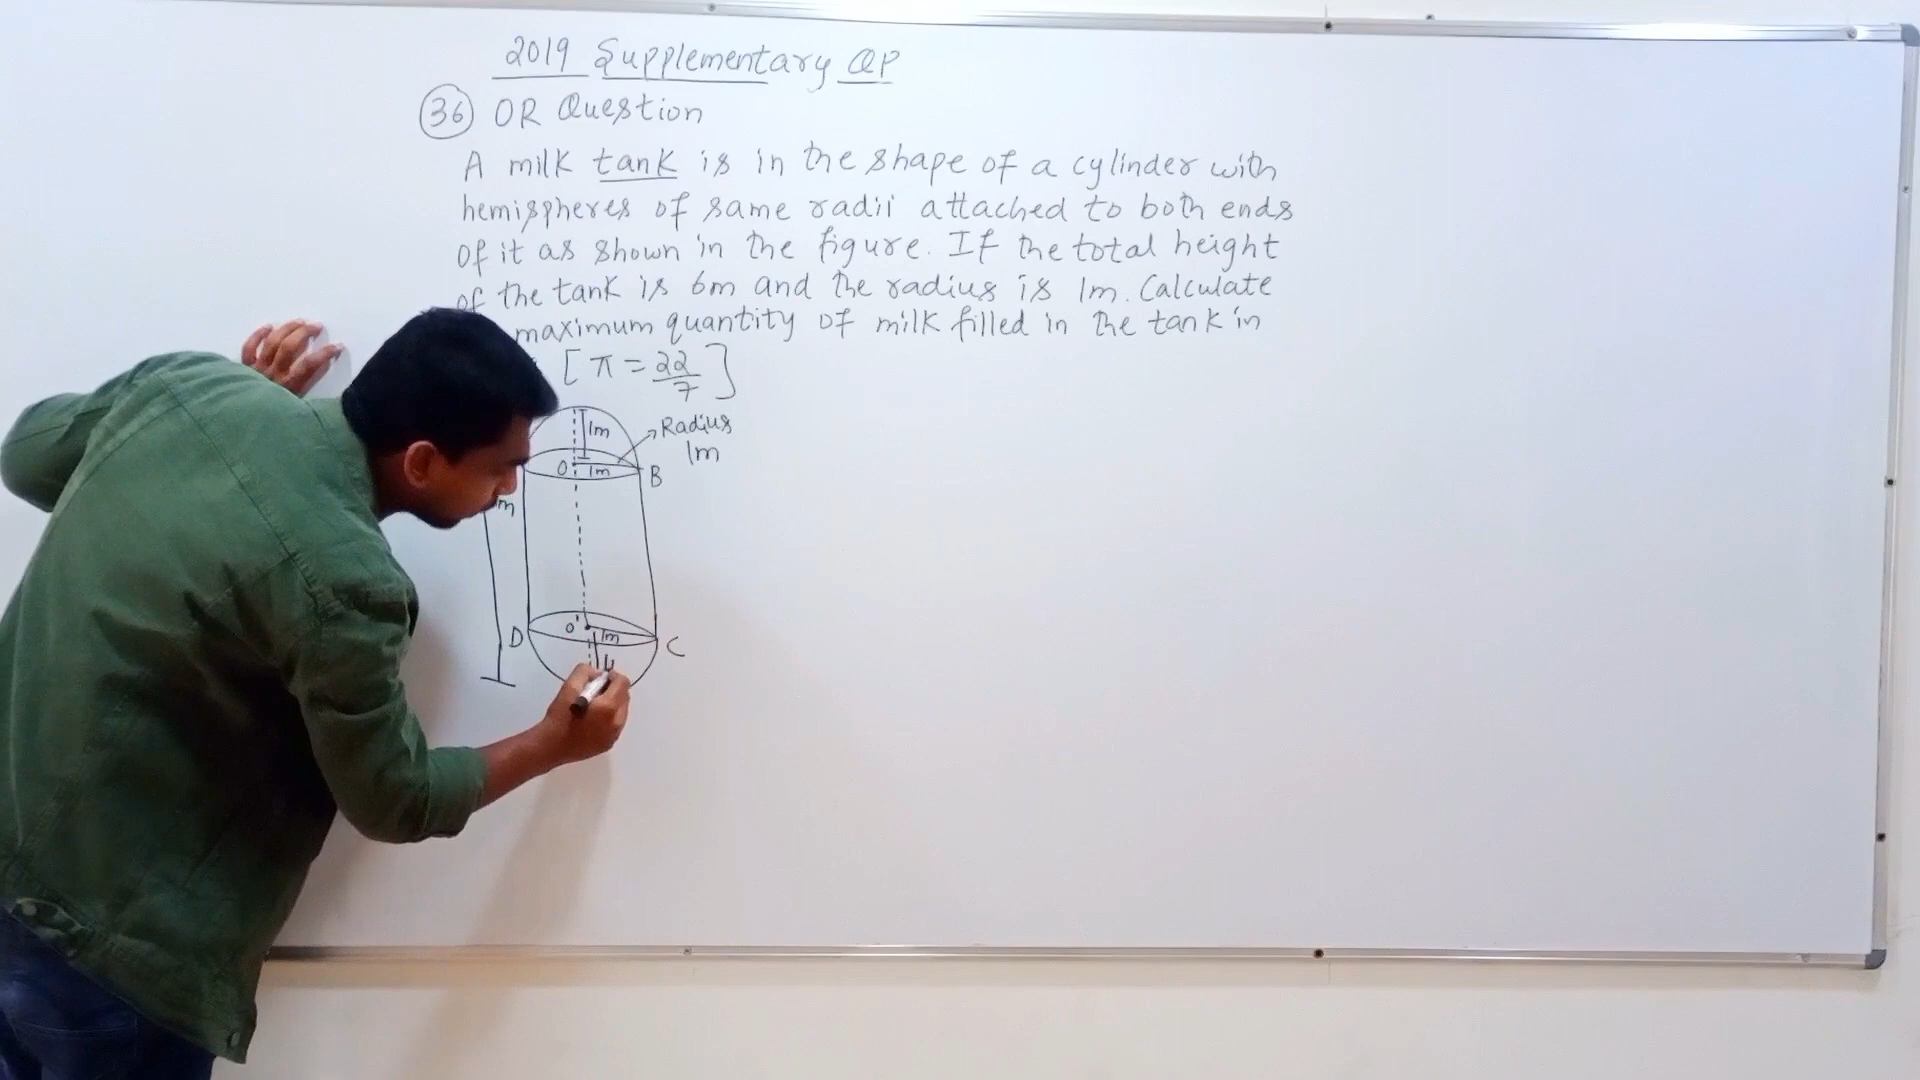 2019 Supplementary QP
36 OR Question
A milk tank is in the shape of a cylinder with
hemispheres of same radii attached to both ends
of it as shown in the figure. If the total height
of the tank is 6m and the radius is 1m. Calculate
maximum quantity of milk filled in the tank in
[π = 22/7]
1m
Radius
1m
O 1m
B
m
D
O' 1m
C